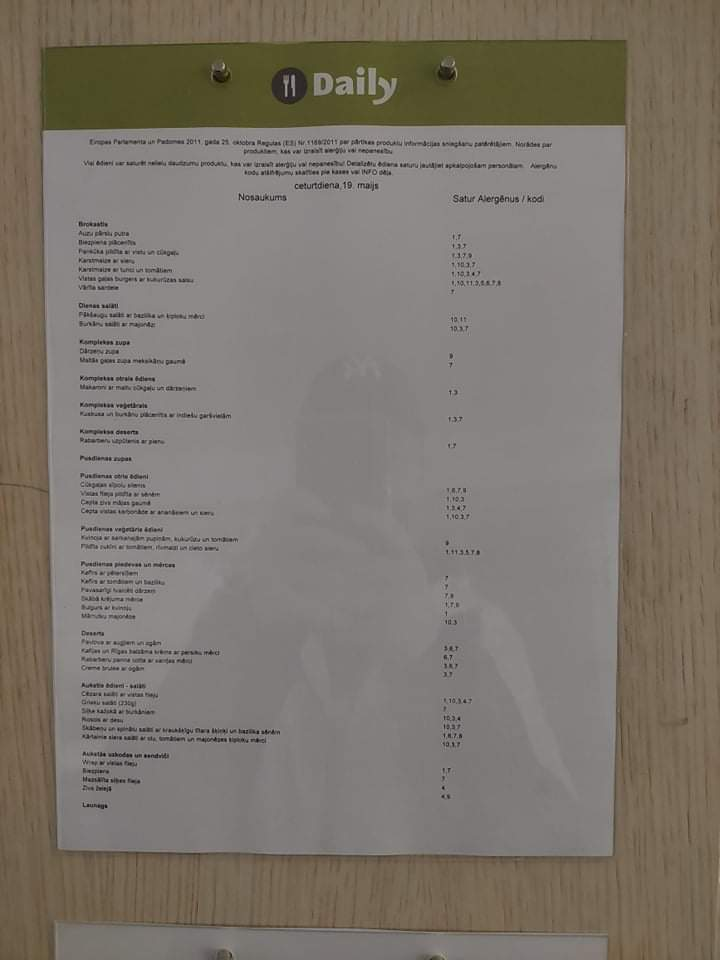 Daily
Eiropas Parlamenta un Padomes 2011. gada 25. oktobra Regulas (ES) Nr.1169/2011 par pārtikas produktu informācijas sniegšanu patērētājiem. Norādes par
produktiem, kas var izraisīt alerģiju vai nepanesību
Visi ēdieni var saturēt nelielu daudzumu produktu, kas var izraisīt alerģiju vai nepanesību! Detalizētu ēdiena saturu jautājiet apkalpojošam personālam. Alergēnu
kodu atšifrējumu skatīties pie kases vai INFO dēļa.
ceturtdiena,19. maijs
Nosaukums Satur Alergēnus / kodi
Brokastis
Auzu pārslu putra 1,7
Biezpiena plācenītis 1,3,7
Pankūka pildīta ar vistu un cūkgaļu 1,3,7,9
Karstmaize ar sieru 1,10,3,7
Karstmaize ar tunci un tomātiem 1,10,3,4,7
Vistas gaļas burgers ar kukurūzas salsu 1,10,11,3,5,6,7,8
Vārīta sardele 7
Dienas salāti
Pākšaugu salāti ar bazilika un ķiploku mērci 10,11
Burkānu salāti ar majonēzi 10,3,7
Kompleksa zupa
Dārzeņu zupa 9
Maltās gaļas zupa meksikāņu gaumē 7
Kompleksa otrais ēdiens
Makaroni ar maltu cūkgaļu un dārzeņiem 1,3
Komplekss veģetārais
Kuskusa un burkānu plācenītis ar indiešu garšvielām 1,3,7
Kompleksa deserts
Rabarberu uzpūtenis ar pienu 1,7
Pusdienas zupas
Pusdienas otrie ēdieni
Cūkgaļas sīpolu sitenis 1,6,7,9
Vistas fileja pildīta ar sēnēm 1,10,3
Cepta zivs mājas gaumē 1,3,4,7
Cepta vistas karbonāde ar ananāsiem un sieru 1,10,3,7
Pusdienas veģetārie ēdieni
Kvinoja ar sarkanajām pupiņām, kukurūzu un tomātiem 9
Pildīts cukīni ar tomātiem, rīvmaizi un cieto sieru 1,11,3,5,7,8
Pusdienas piedevas un mērces
Kefīrs ar pētersīļiem 7
Kefīrs ar tomātiem un baziliku 7
Pavasarīgi tvaicēti dārzeņi 7,9
Skābā krējuma mērce 1,7,9
Bulgurs ar kvinoju 1
Mārrutku majonēze 10,3
Deserts
Pavlova ar augļiem un ogām 3,6,7
Kafijas un Rīgas balzāma krēms ar persiku mērci 6,7
Rabarberu panna cotta ar vaniļas mērci 3,6,7
Creme brulee ar ogām 3,7
Aukstie ēdieni - salāti
Cēzara salāti ar vistas fileju 1,10,3,4,7
Grieķu salāti (230g) 7
Siļķe kažokā ar burkāniem 10,3,4
Rosols ar desu 10,3,7
Skābeņu un spinātu salāti ar kraukšķīgu fitara šķiņķi un bazilika sēnēm 1,6,7,8
Kārtainie siera salāti ar olu, tomātiem un majonēzes ķiploku mērci 10,3,7
Aukstās uzkodas un sendviči
Wrap ar vistas fileju 1,7
Biezpiens 7
Mazsālīta siļķes fileja 4
Zivs želejā 4,9
Launags